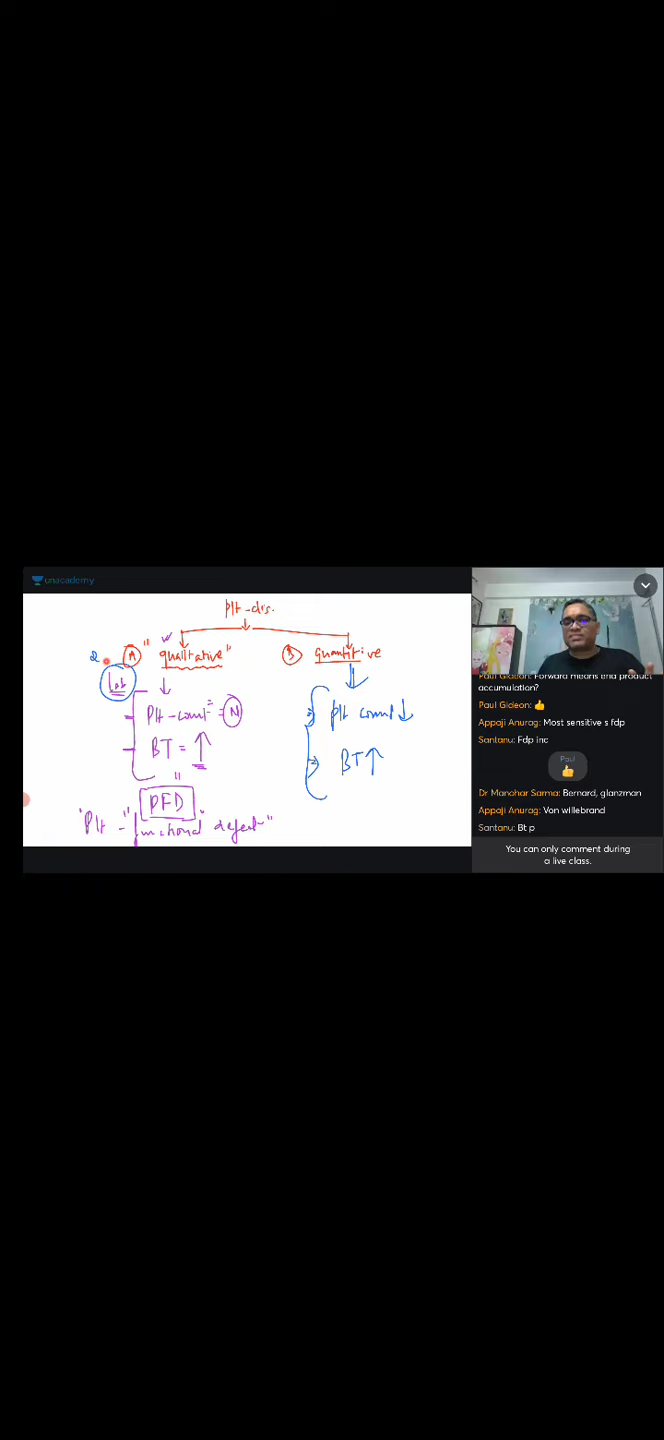 unacademy
Plt-dis.
2.
A "qualitative"
B quantitive
Lab
Plt-count = N
plt count ↓
BT = ↑
BT ↑
"PFD"
"Plt - "functional" defect"
Paul Gideon: Forward means end product
accumulation?
Paul Gideon: 👍
Appaji Anurag: Most sensitive s fdp
Santanu: Fdp inc
Paul
👍
Dr Manohar Sarma: Bernard, glanzman
Appaji Anurag: Von willebrand
Santanu: Bt p
You can only comment during
a live class.